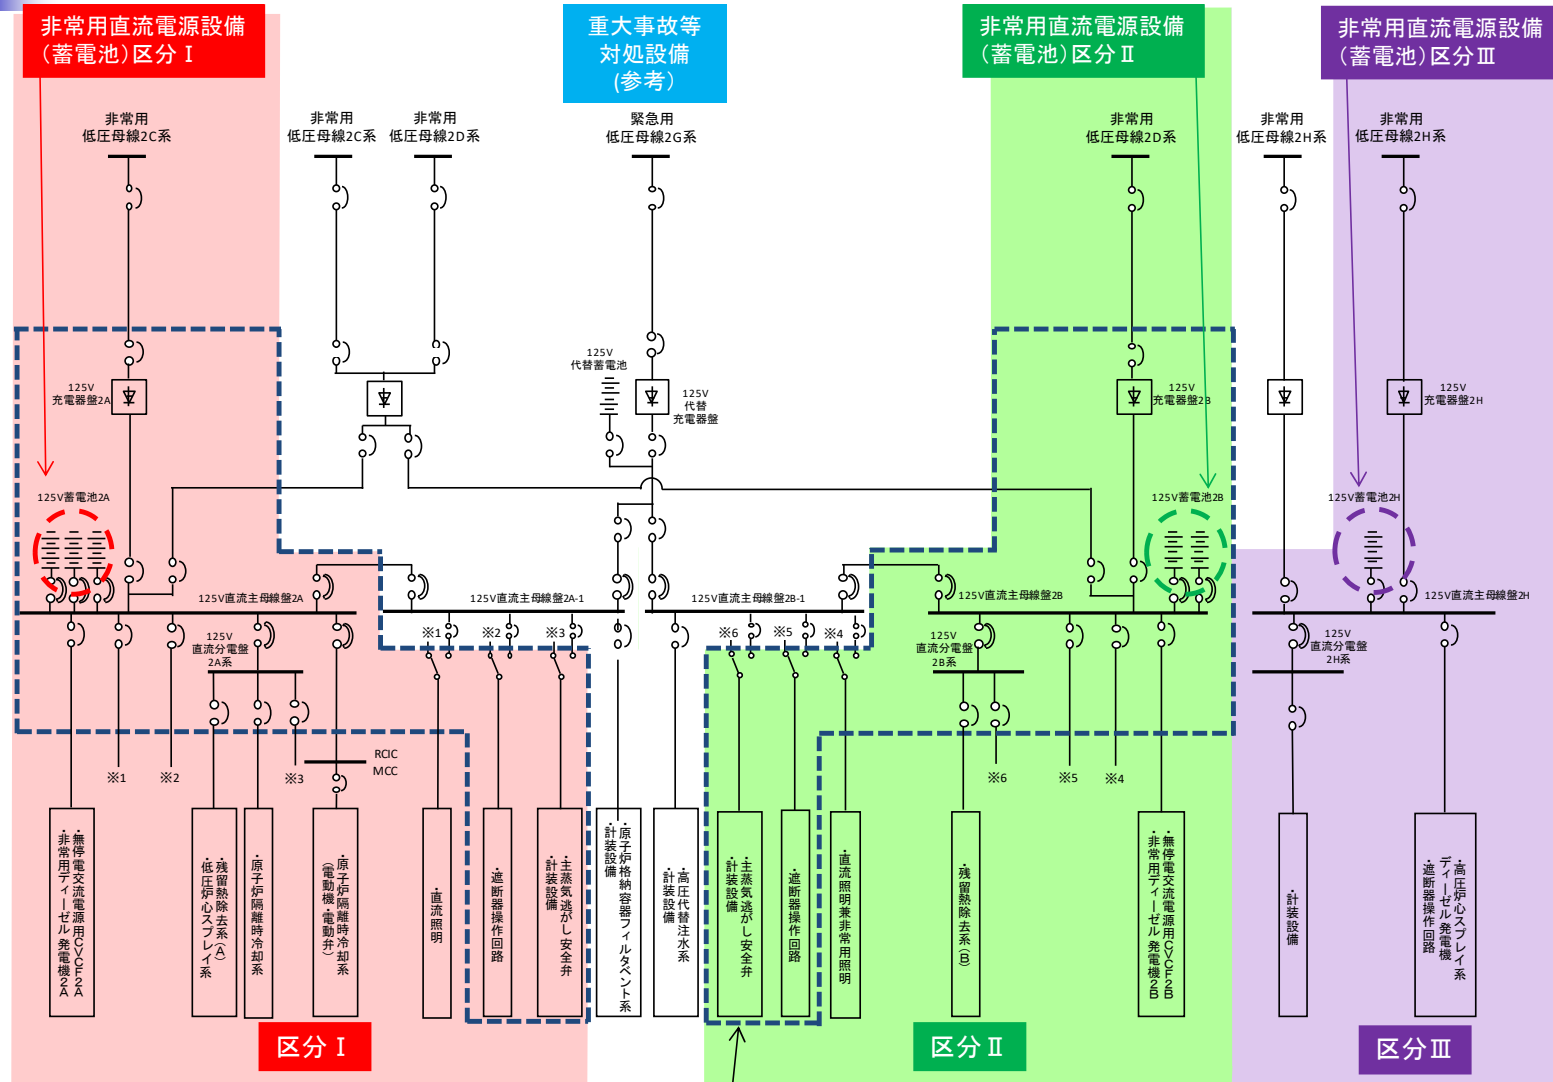 非常用直流電源設備
（蓄電池）区分Ⅰ
重大事故等
対処設備
(参考）
非常用直流電源設備
（蓄電池）区分Ⅱ
非常用直流電源設備
（蓄電池）区分Ⅲ
非常用
低圧母線2C系
非常用
低圧母線2C系
非常用
低圧母線2D系
緊急用
低圧母線2G系
非常用
低圧母線2D系
非常用
低圧母線2H系
非常用
低圧母線2H系
125V
充電器盤2A
125V
代替蓄電池
125V
代替
充電器盤
125V
充電器盤2B
125V
充電器盤2H
125V蓄電池2A
125V蓄電池2B
125V蓄電池2H
125V直流主母線盤2A
125V直流主母線盤2A-1
125V直流主母線盤2B-1
125V直流主母線盤2B
125V直流主母線盤2H
125V
直流分電盤
2A系
※1
※2
※3
※6
※5
※4
125V
直流分電盤
2B系
125V
直流分電盤
2H系
※1
※2
※3
RCIC
MCC
※6
※5
※4
・無停電交流電源用CVCF2A
・非常用ディーゼル発電機2A
・残留熱除去系(A)
・低圧炉心スプレイ系
・原子炉隔離時冷却系
・原子炉隔離時冷却系
(電動機・電動弁)
・直流照明
・遮断器操作回路
・主蒸気逃がし安全弁
・計装設備
・原子炉格納容器フィルタベント系
・計装設備
・高圧代替注水系
・計装設備
・主蒸気逃がし安全弁
・計装設備
・遮断器操作回路
・直流照明兼非常用照明
・残留熱除去系(B)
・無停電交流電源用CVCF2B
・非常用ディーゼル発電機2B
・計装設備
・高圧炉心スプレイ系
ディーゼル発電機
・遮断器操作回路
区分Ⅰ
区分Ⅱ
区分Ⅲ